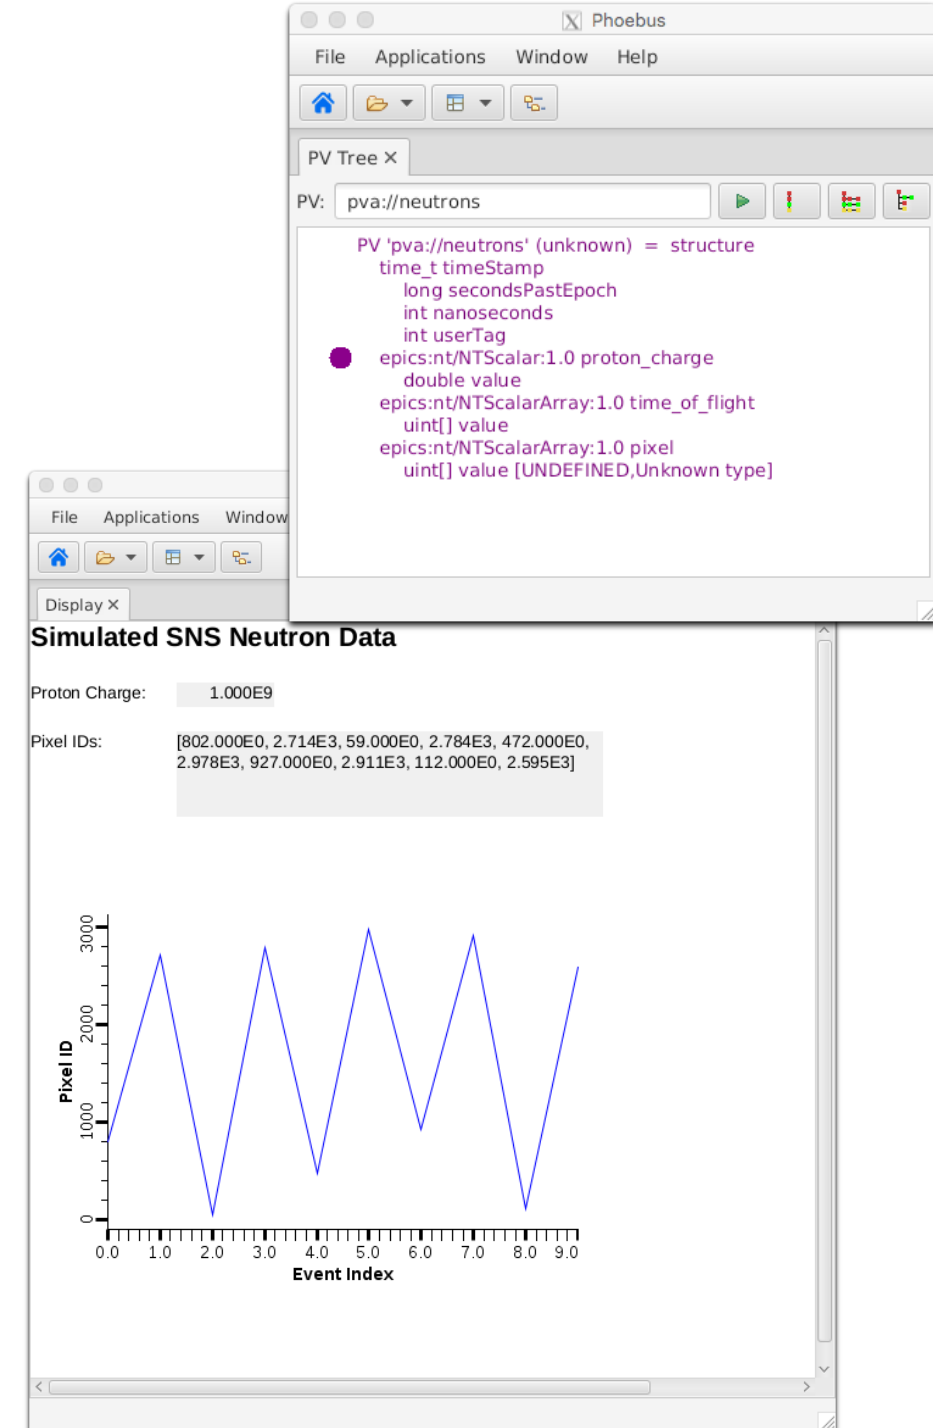 Phoebus
File Applications Window Help
PV Tree
PV: pva://neutrons
PV 'pva://neutrons' (unknown) = structure
time_t timeStamp
long secondsPastEpoch
int nanoseconds
int userTag
epics:nt/NTScalar:1.0 proton_charge
double value
epics:nt/NTScalarArray:1.0 time_of_flight
uint[] value
epics:nt/NTScalarArray:1.0 pixel
uint[] value [UNDEFINED,Unknown type]
File Applications Window
Display
Simulated SNS Neutron Data
Proton Charge: 1.000E9
Pixel IDs: [802.000E0, 2.714E3, 59.000E0, 2.784E3, 472.000E0,
2.978E3, 927.000E0, 2.911E3, 112.000E0, 2.595E3]
3000
2000
1000
0
Pixel ID
0.0 1.0 2.0 3.0 4.0 5.0 6.0 7.0 8.0 9.0
Event Index